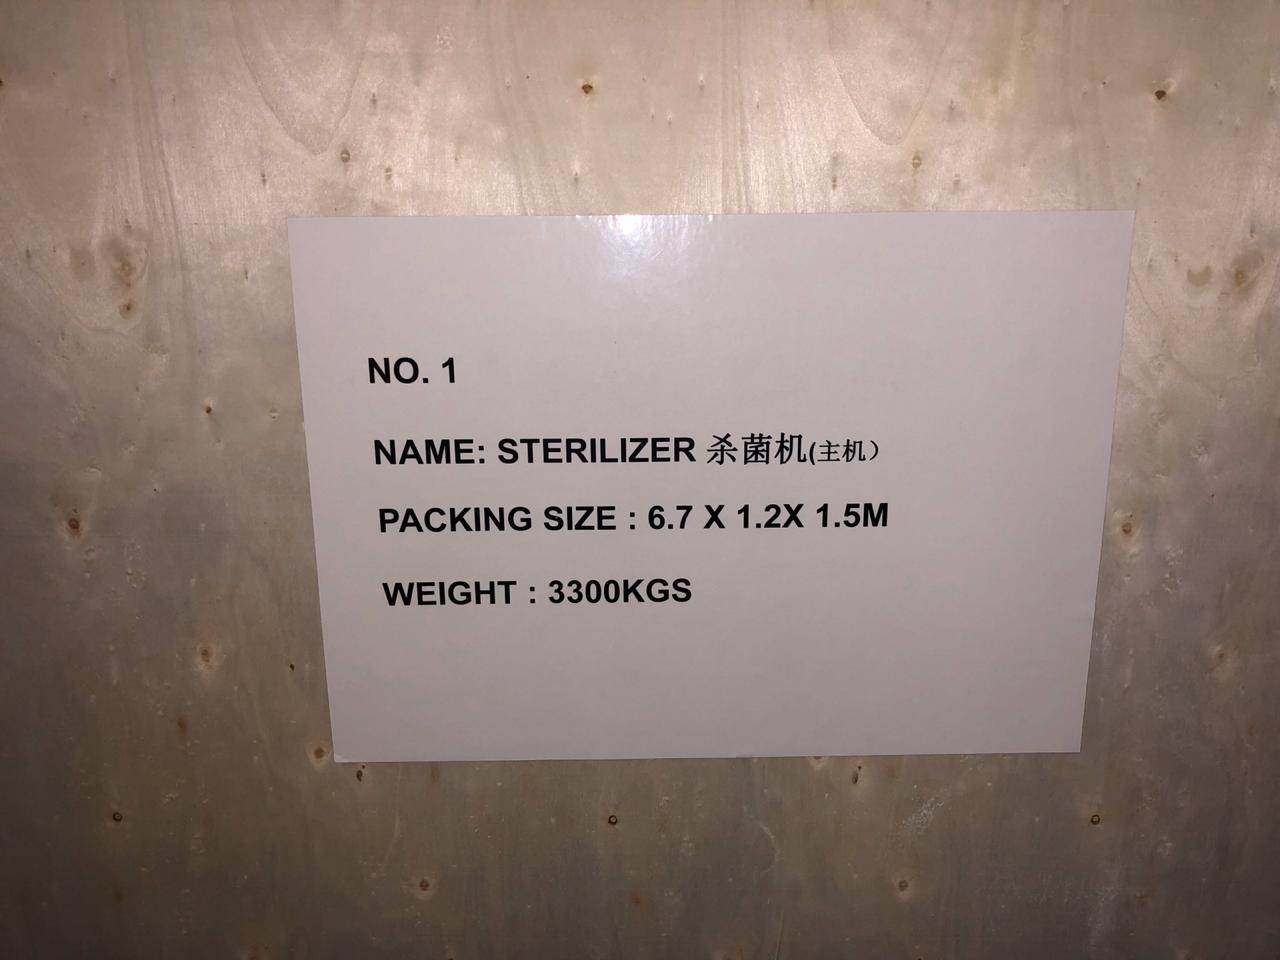 NO. 1
NAME: STERILIZER 杀菌机(主机）
PACKING SIZE : 6.7 X 1.2X 1.5M
WEIGHT : 3300KGS